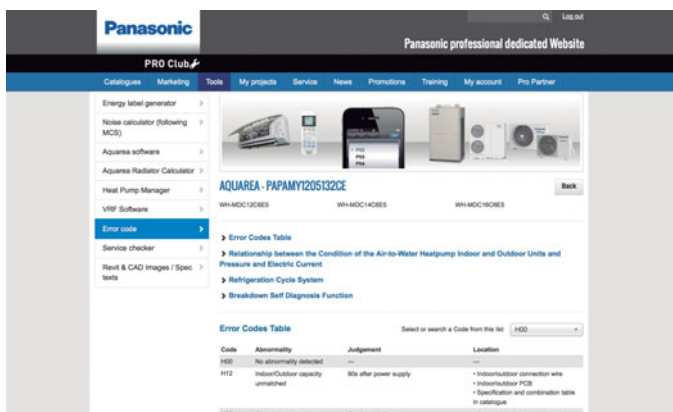 Log out
Panasonic
Panasonic professional dedicated Website
PRO Club
Catalogues Marketing Tools My projects Service News Promotions Training My account Pro Partner
Energy label generator
Noise calculator (following MCS)
Aquarea software
Aquarea Radiator Calculator
Heat Pump Manager
VRF Software
Error code
Service checker
Revit & CAD Images / Spec texts
P02
P03
P04
AQUAREA - PAPAMY1205132CE
Back
WH-MDC12C6E5 WH-MDC14C6E5 WH-MDC16C6E5
Error Codes Table
Relationship between the Condition of the Air-to-Water Heatpump Indoor and Outdoor Units and
Pressure and Electric Current
Refrigeration Cycle System
Breakdown Self Diagnosis Function
Error Codes Table
Select or search a Code from this list H00
Code Abnormality Judgement Location
H00 No abnormality detected — —
H12 Indoor/Outdoor capacity unmatched 90s after power supply
• Indoor/outdoor connection wire
• Indoor/outdoor PCB
• Specification and combination table in catalogue